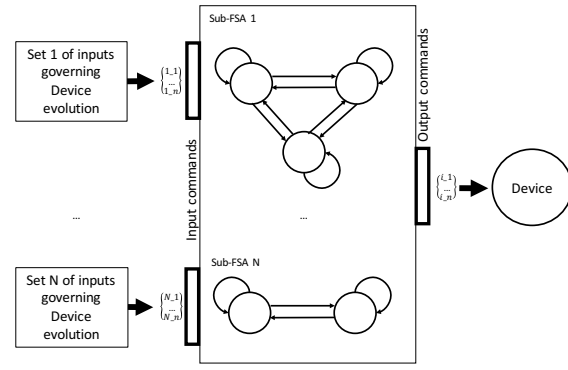 Sub-FSA 1
Set 1 of inputs
governing
Device
evolution
1_1
...
1_n
Input commands
Output commands
i_1
...
i_n
Device
...
...
Sub-FSA N
Set N of inputs
governing
Device
evolution
N_1
...
N_n